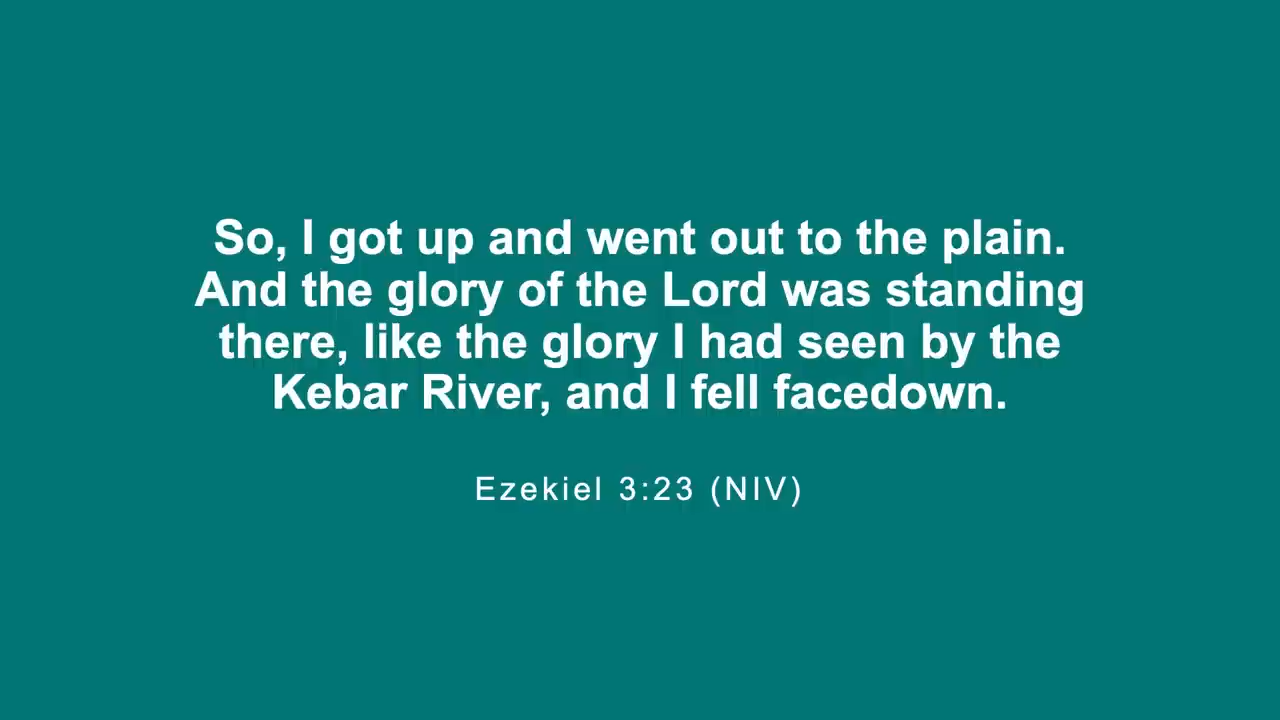 So, I got up and went out to the plain.
And the glory of the Lord was standing
there, like the glory I had seen by the
Kebar River, and I fell facedown.
Ezekiel 3:23 (NIV)